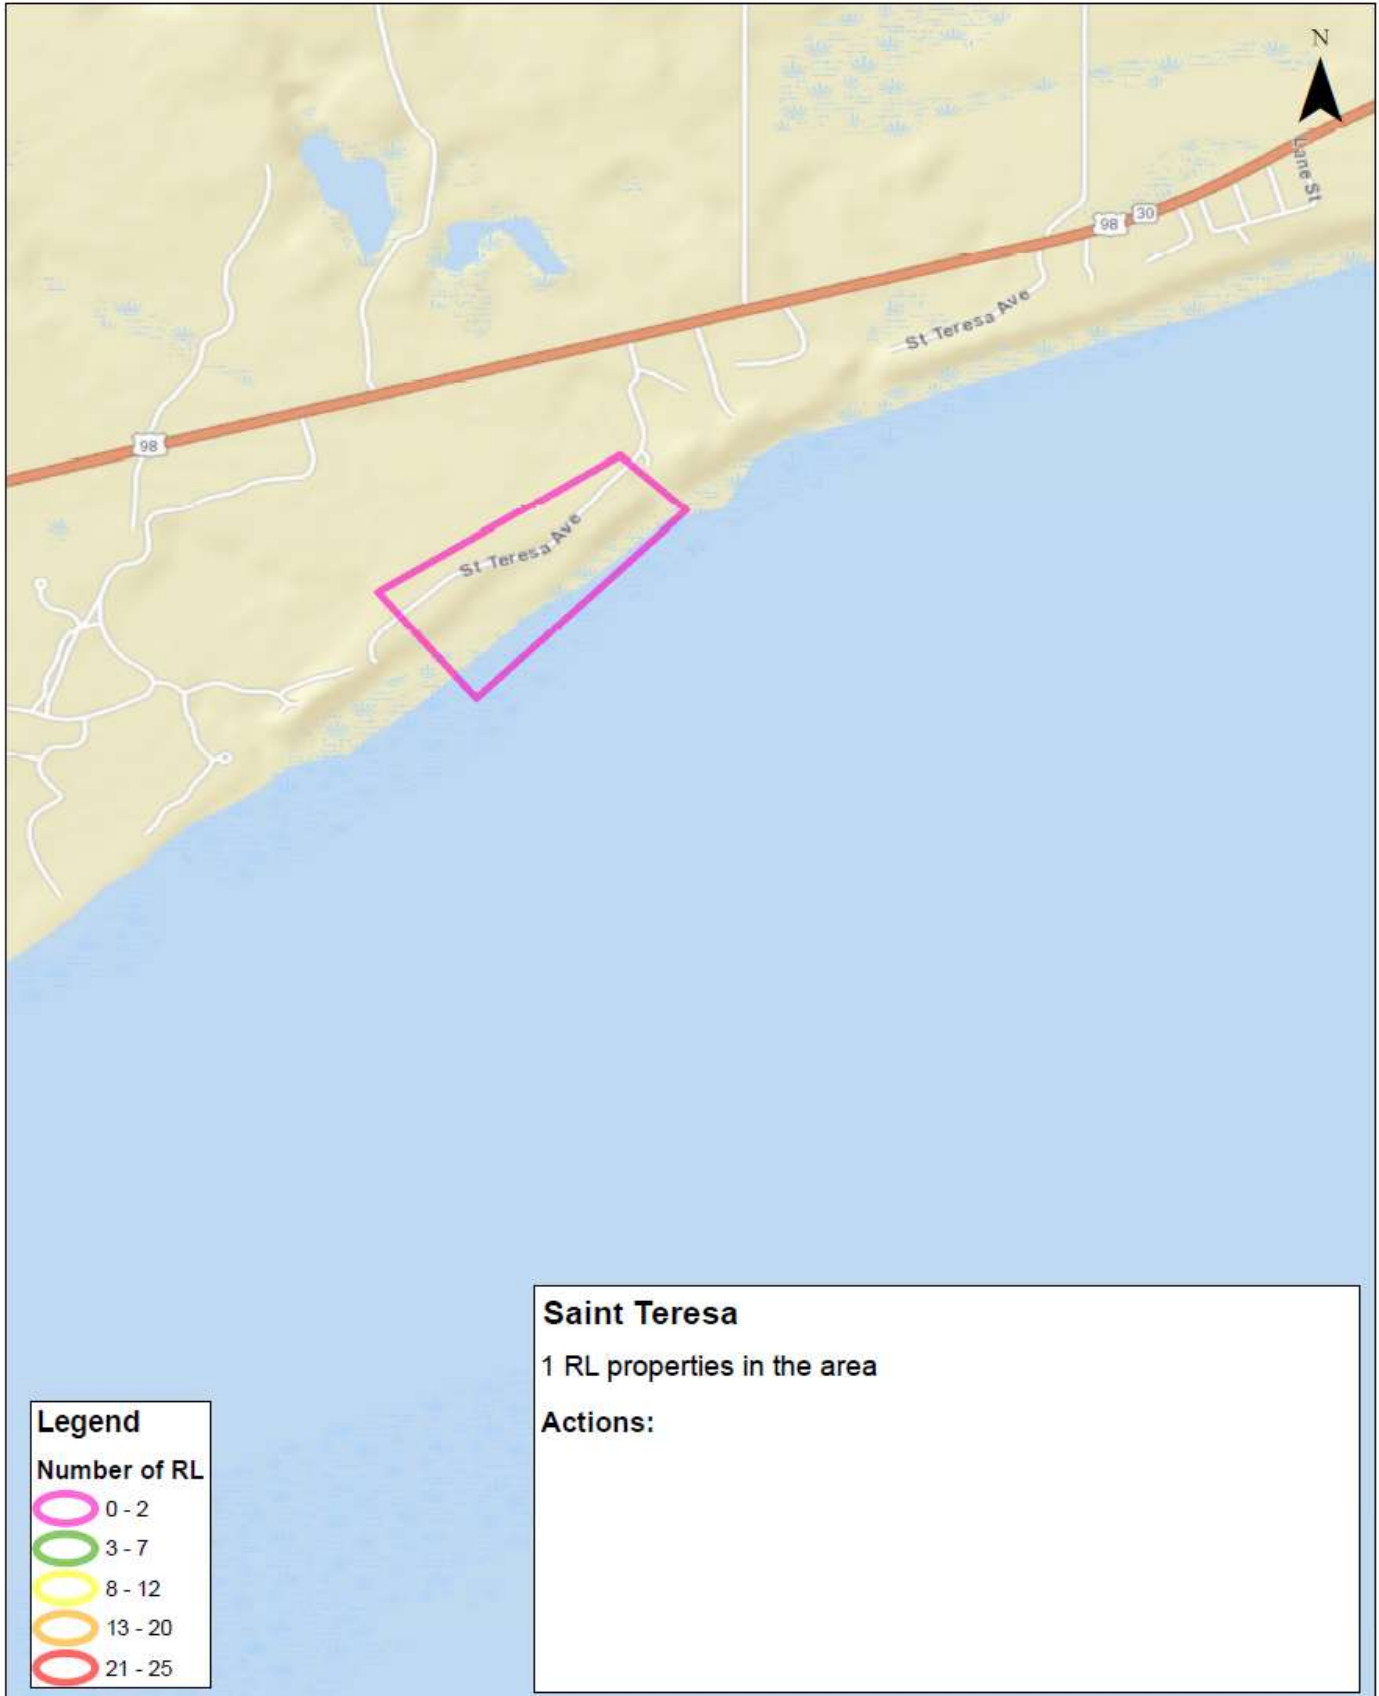 N
Lane St
30
98
St Teresa Ave
98
St Teresa Ave
Saint Teresa
1 RL properties in the area
Actions:
Legend
Number of RL
0 - 2
3 - 7
8 - 12
13 - 20
21 - 25